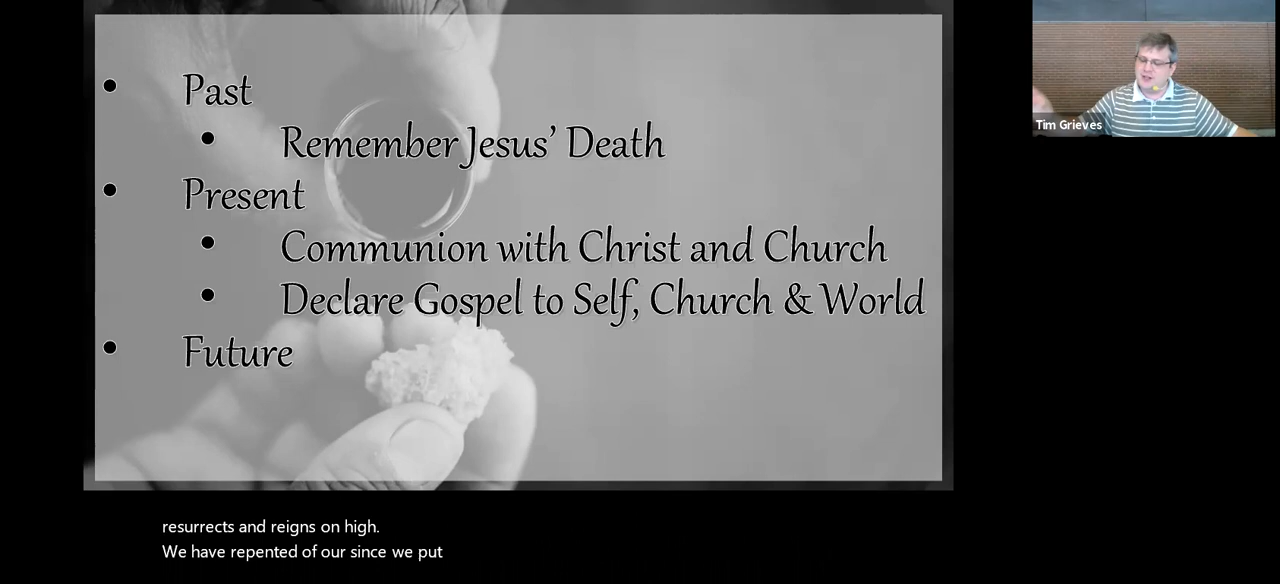 Past
Remember Jesus' Death
Present
Communion with Christ and Church
Declare Gospel to Self, Church & World
Future
Tim Grieves
resurrects and reigns on high.
We have repented of our since we put